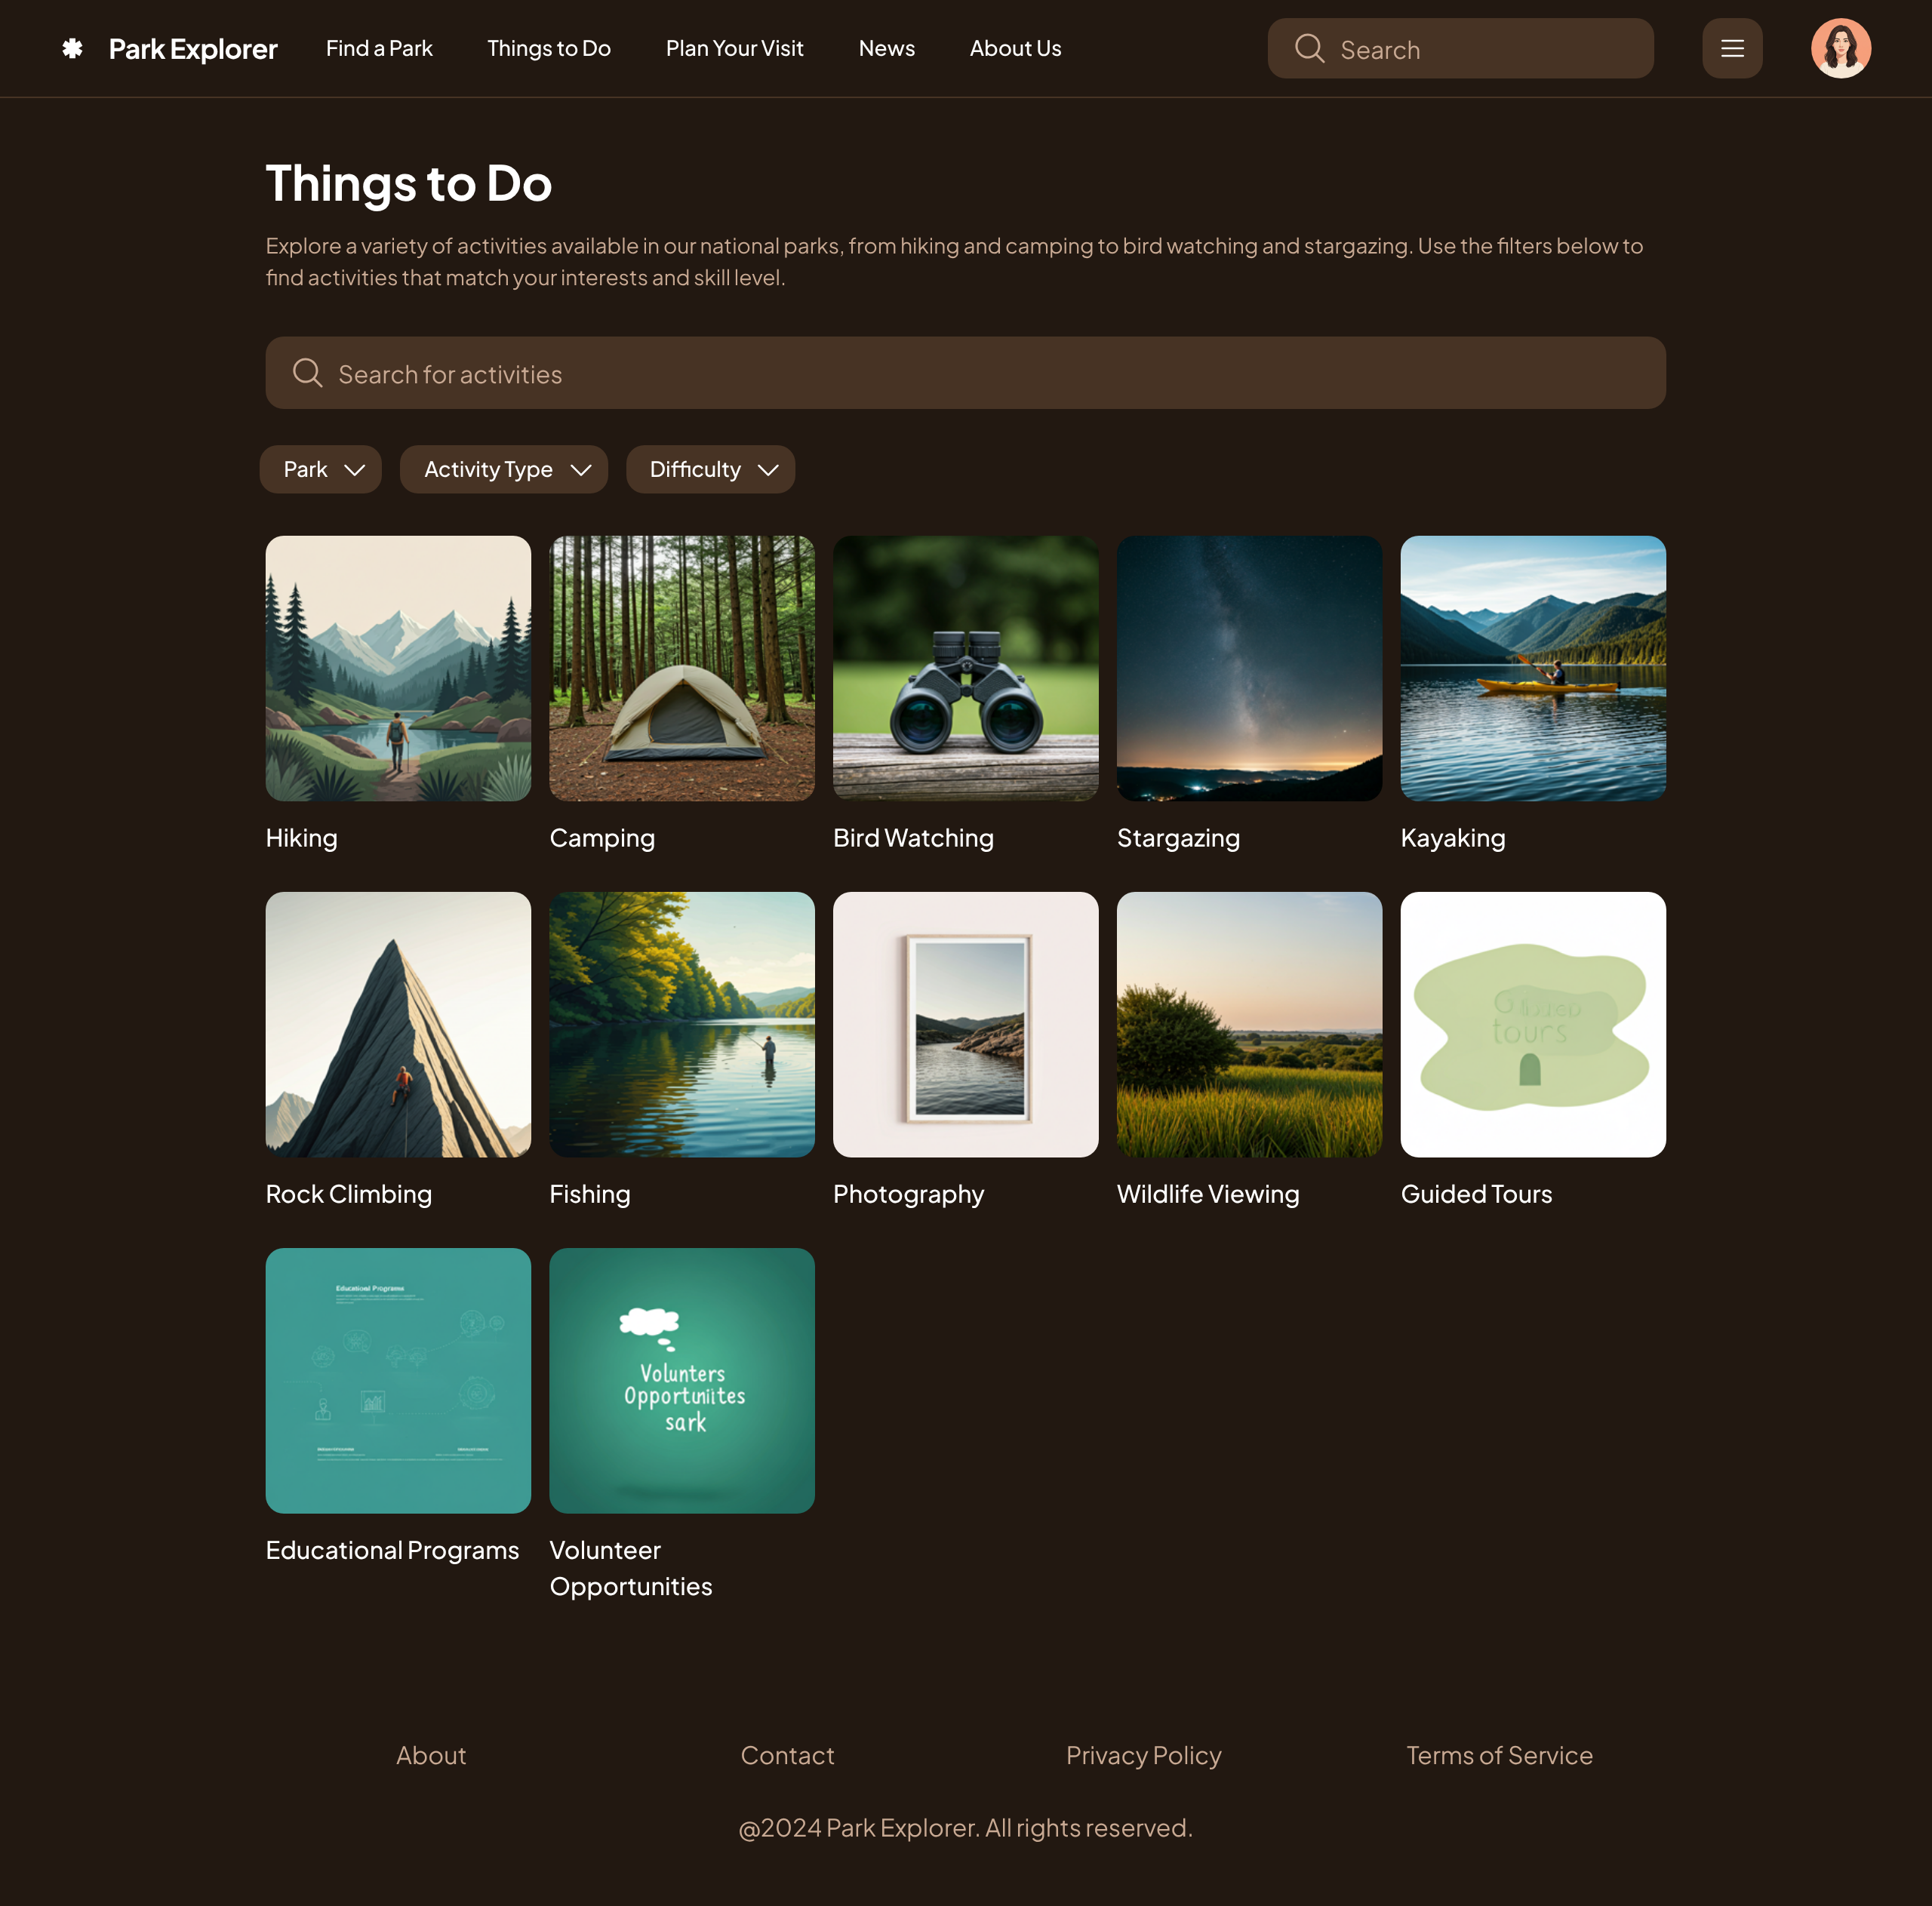 Park Explorer
Find a Park
Things to Do
Plan Your Visit
News
About Us
Search
Things to Do
Explore a variety of activities available in our national parks, from hiking and camping to bird watching and stargazing. Use the filters below to
find activities that match your interests and skill level.
Search for activities
Park
Activity Type
Difficulty
Hiking
Camping
Bird Watching
Stargazing
Kayaking
tours
Rock Climbing
Fishing
Photography
Wildlife Viewing
Guided Tours
Educational Programs
Volunters
Opportuniites
sark
Educational Programs
Volunteer
Opportunities
About
Contact
Privacy Policy
Terms of Service
@2024 Park Explorer. All rights reserved.